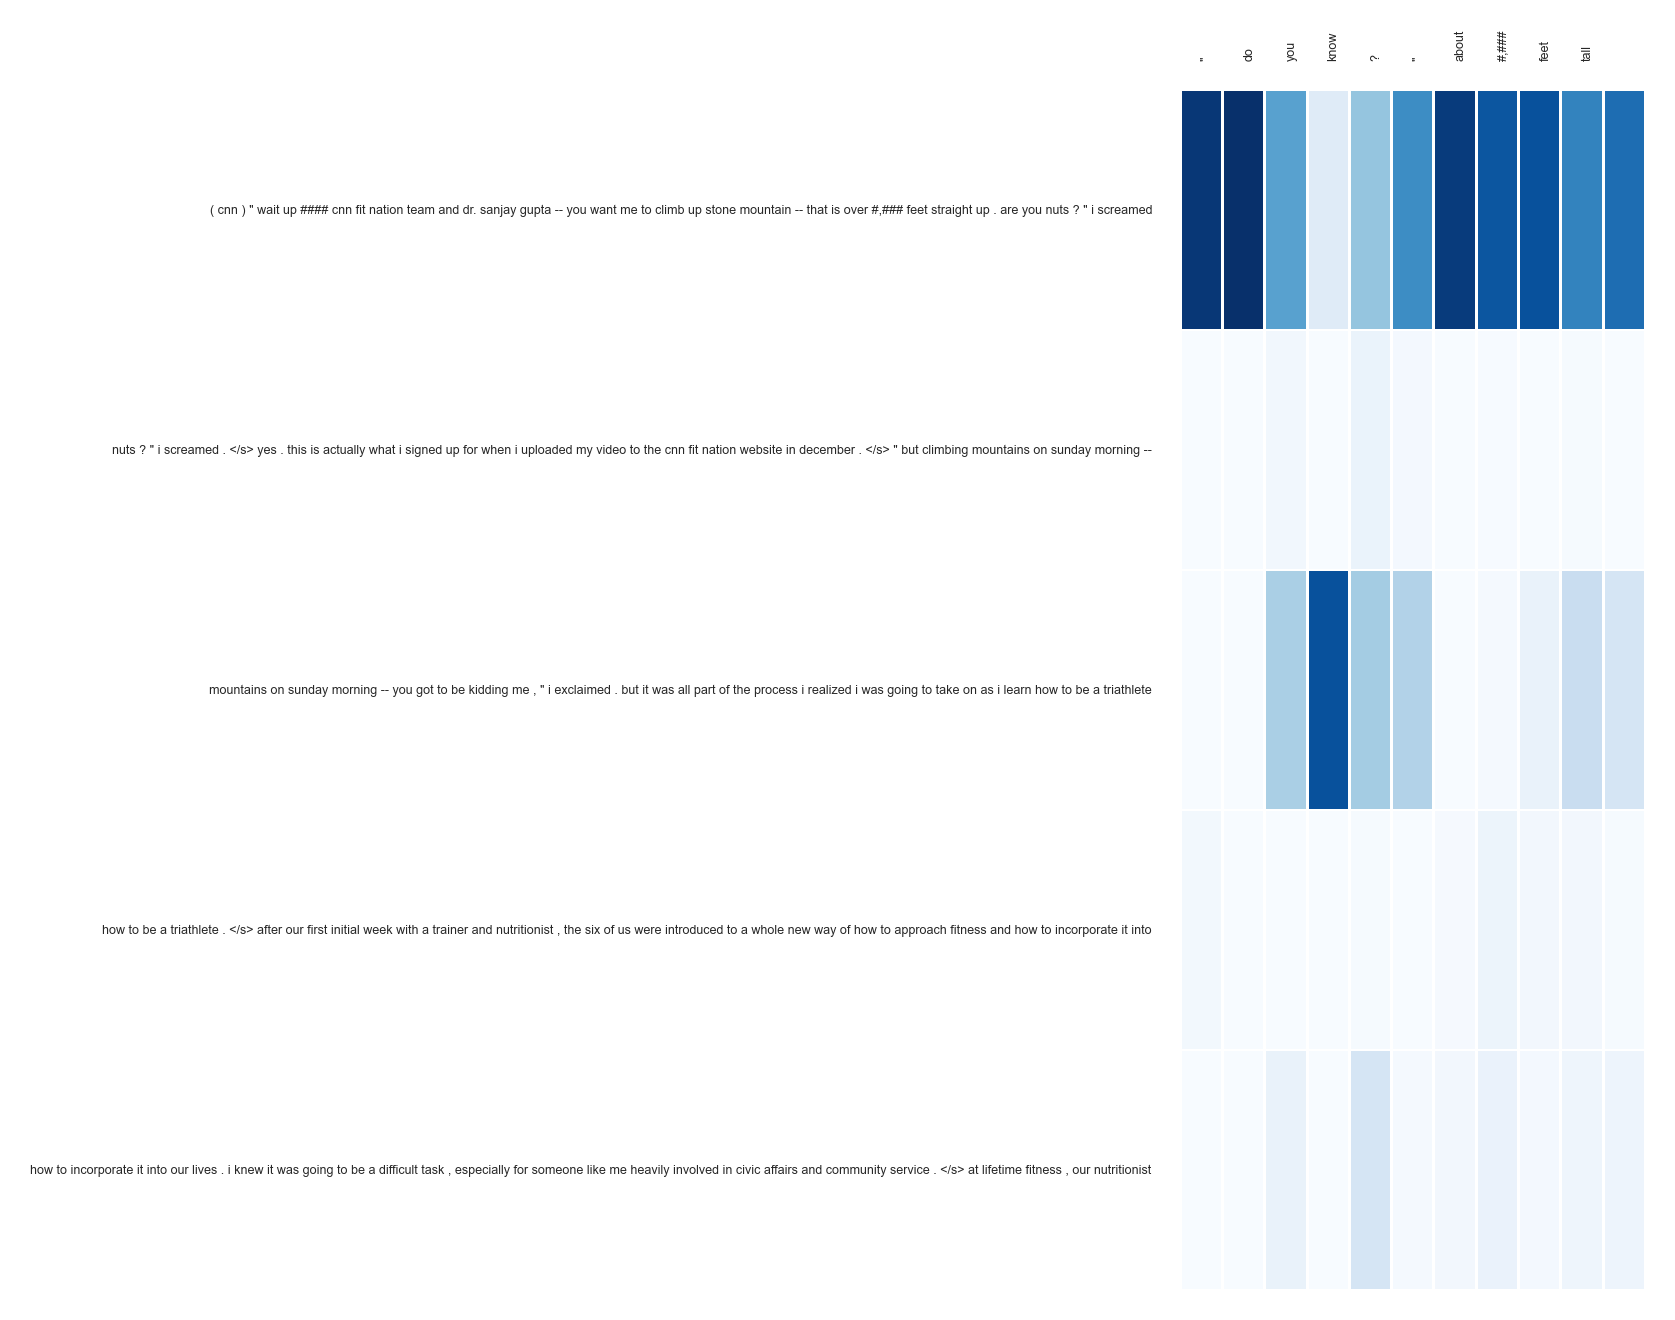 " do you know ? " about #,### feet tall
( cnn ) " wait up #### cnn fit nation team and dr. sanjay gupta -- you want me to climb up stone mountain -- that is over #,### feet straight up . are you nuts ? " i screamed
nuts ? " i screamed . </s> yes . this is actually what i signed up for when i uploaded my video to the cnn fit nation website in december . </s> " but climbing mountains on sunday morning --
mountains on sunday morning -- you got to be kidding me , " i exclaimed . but it was all part of the process i realized i was going to take on as i learn how to be a triathlete
how to be a triathlete . </s> after our first initial week with a trainer and nutritionist , the six of us were introduced to a whole new way of how to approach fitness and how to incorporate it into
how to incorporate it into our lives . i knew it was going to be a difficult task , especially for someone like me heavily involved in civic affairs and community service . </s> at lifetime fitness , our nutritionist